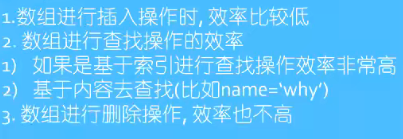 1.数组进行插入操作时, 效率比较低
2. 数组进行查找操作的效率
1) 如果是基于索引进行查找操作效率非常高
2) 基于内容去查找(比如name='why')
3. 数组进行删除操作, 效率也不高